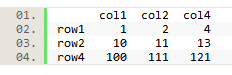 01.      col1 col2 col4
02. row1    1    2    4
03. row2   10   11   13
04. row4  100  111  121